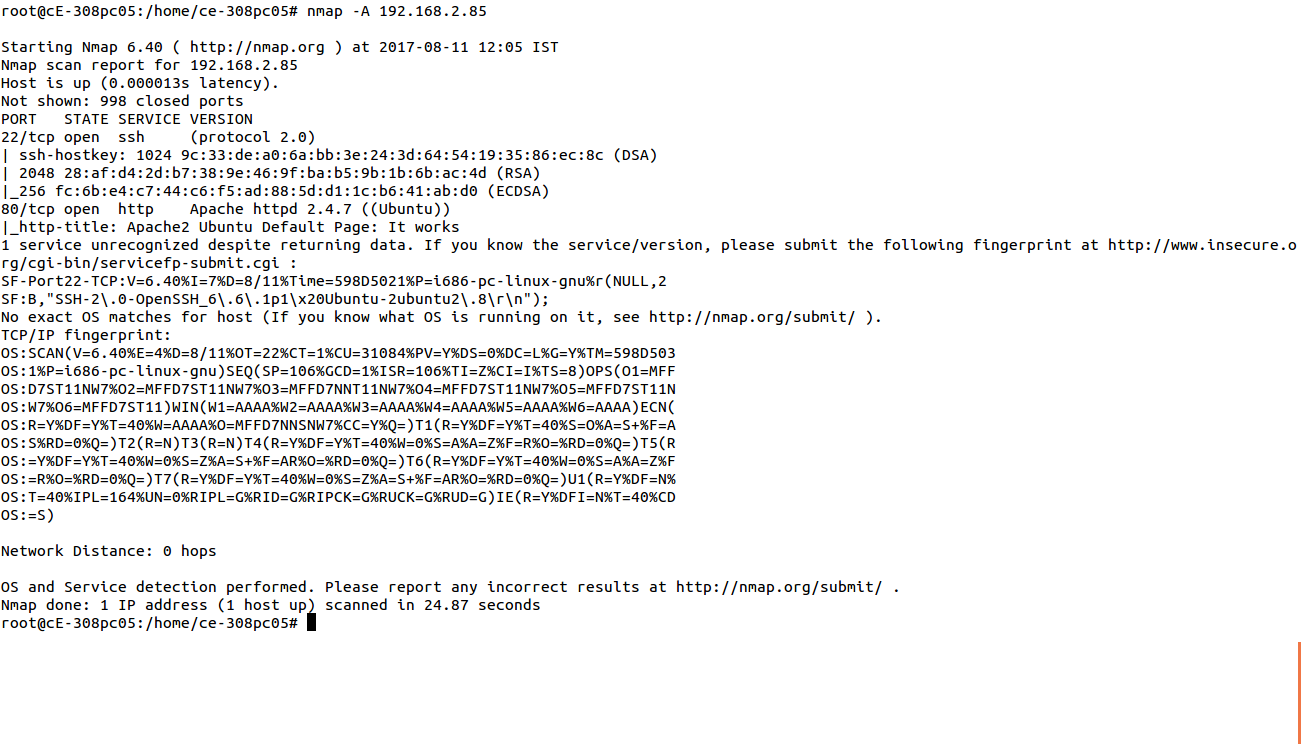 root@cE-308pc05:/home/ce-308pc05# nmap -A 192.168.2.85
Starting Nmap 6.40 ( http://nmap.org ) at 2017-08-11 12:05 IST
Nmap scan report for 192.168.2.85
Host is up (0.000013s latency).
Not shown: 998 closed ports
PORT   STATE SERVICE VERSION
22/tcp open  ssh     (protocol 2.0)
| ssh-hostkey: 1024 9c:33:de:a0:6a:bb:3e:24:3d:64:54:19:35:86:ec:8c (DSA)
| 2048 28:af:d4:2d:b7:38:9e:46:9f:ba:b5:9b:1b:6b:ac:4d (RSA)
|_256 fc:6b:e4:c7:44:c6:f5:ad:88:5d:d1:1c:b6:41:ab:d0 (ECDSA)
80/tcp open  http    Apache httpd 2.4.7 ((Ubuntu))
|_http-title: Apache2 Ubuntu Default Page: It works
1 service unrecognized despite returning data. If you know the service/version, please submit the following fingerprint at http://www.insecure.o
rg/cgi-bin/servicefp-submit.cgi :
SF-Port22-TCP:V=6.40%I=7%D=8/11%Time=598D5021%P=i686-pc-linux-gnu%r(NULL,2
SF:B,"SSH-2\.0-OpenSSH_6\.6\.1p1\x20Ubuntu-2ubuntu2\.8\r\n");
No exact OS matches for host (If you know what OS is running on it, see http://nmap.org/submit/ ).
TCP/IP fingerprint:
OS:SCAN(V=6.40%E=4%D=8/11%OT=22%CT=1%CU=31084%PV=Y%DS=0%DC=L%G=Y%TM=598D503
OS:1%P=i686-pc-linux-gnu)SEQ(SP=106%GCD=1%ISR=106%TI=Z%CI=I%TS=8)OPS(O1=MFF
OS:D7ST11NW7%O2=MFFD7ST11NW7%O3=MFFD7NNT11NW7%O4=MFFD7ST11NW7%O5=MFFD7ST11N
OS:W7%O6=MFFD7ST11)WIN(W1=AAAA%W2=AAAA%W3=AAAA%W4=AAAA%W5=AAAA%W6=AAAA)ECN(
OS:R=Y%DF=Y%T=40%W=AAAA%O=MFFD7NNSNW7%CC=Y%Q=)T1(R=Y%DF=Y%T=40%S=O%A=S+%F=A
OS:S%RD=0%Q=)T2(R=N)T3(R=N)T4(R=Y%DF=Y%T=40%W=0%S=A%A=Z%F=R%O=%RD=0%Q=)T5(R
OS:=Y%DF=Y%T=40%W=0%S=Z%A=S+%F=AR%O=%RD=0%Q=)T6(R=Y%DF=Y%T=40%W=0%S=A%A=Z%F
OS:=R%O=%RD=0%Q=)T7(R=Y%DF=Y%T=40%W=0%S=Z%A=S+%F=AR%O=%RD=0%Q=)U1(R=Y%DF=N%
OS:T=40%IPL=164%UN=0%RIPL=G%RID=G%RIPCK=G%RUCK=G%RUD=G)IE(R=Y%DFI=N%T=40%CD
OS:=S)
Network Distance: 0 hops
OS and Service detection performed. Please report any incorrect results at http://nmap.org/submit/ .
Nmap done: 1 IP address (1 host up) scanned in 24.87 seconds
root@cE-308pc05:/home/ce-308pc05#